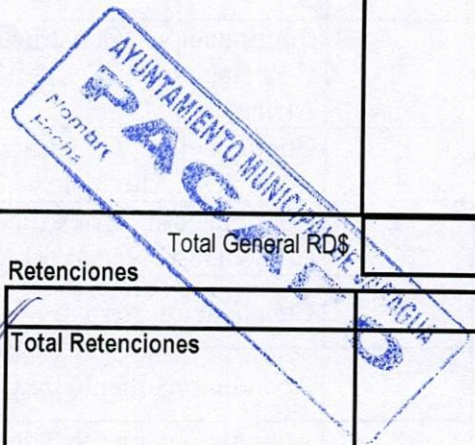 AYUNTAMIENTO MUNICIPAL DE
PAGADO
Nombre
Fecha
Total General RD$
Retenciones
Total Retenciones